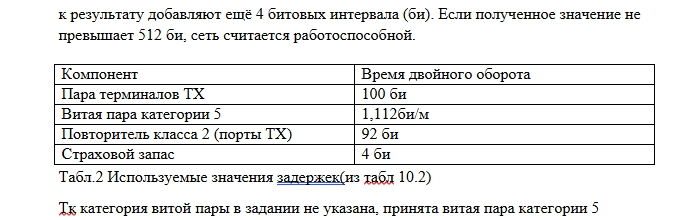 к результату добавляют ещё 4 битовых интервала (би). Если полученное значение не
превышает 512 би, сеть считается работоспособной.
Компонент Время двойного оборота
Пара терминалов TX 100 би
Витая пара категории 5 1,112би/м
Повторитель класса 2 (порты TX) 92 би
Страховой запас 4 би
Табл.2 Используемые значения задержек(из табл 10.2)
Тк категория витой пары в задании не указана, принята витая пара категории 5